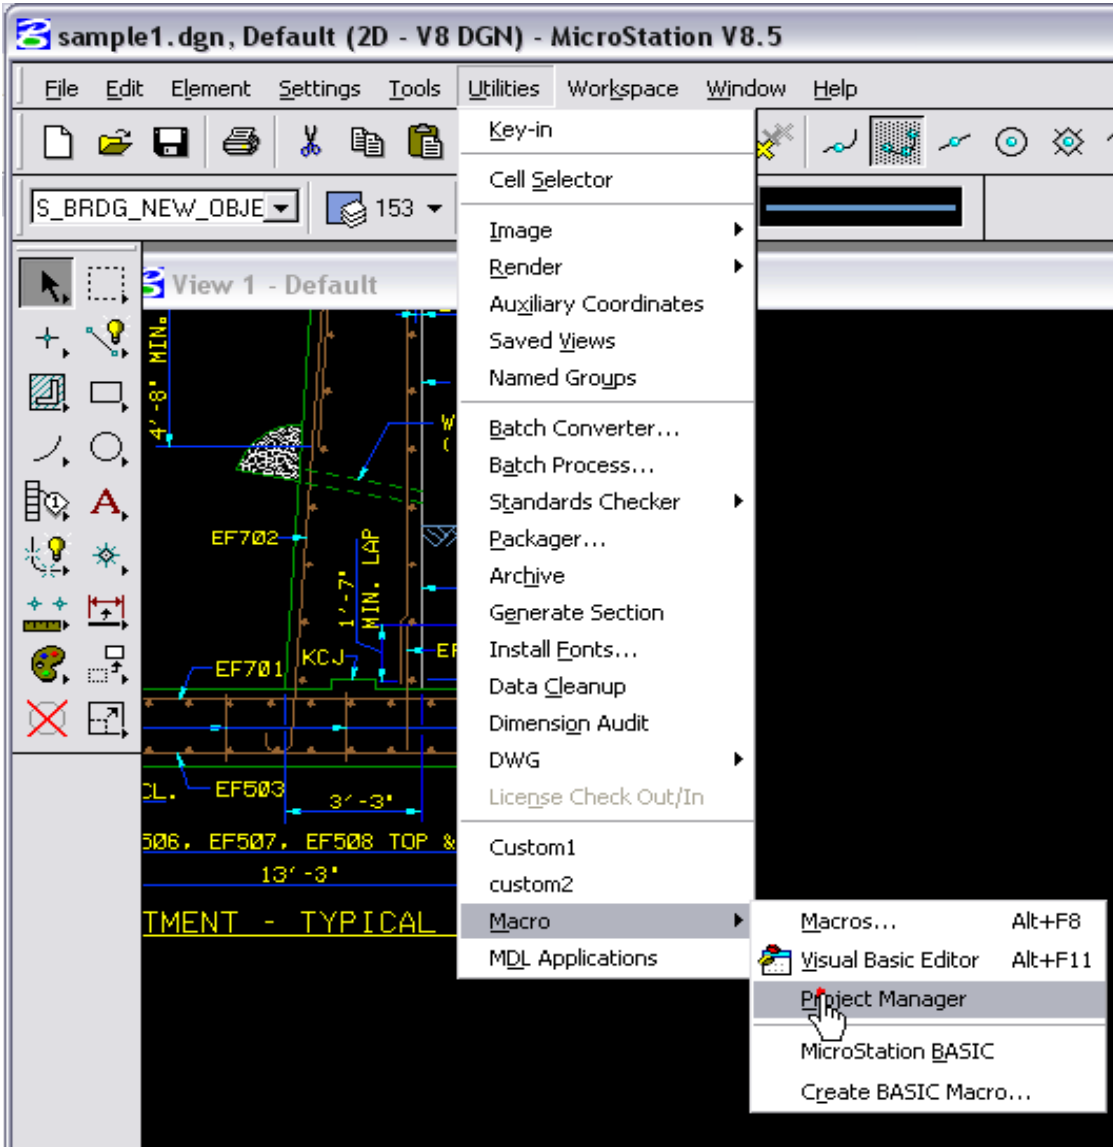 sample1.dgn, Default (2D - V8 DGN) - MicroStation V8.5
File Edit Element Settings Tools Utilities Workspace Window Help
S_BRDG_NEW_OBJE 153
View 1 - Default
Key-in
Cell Selector
Image
Render
Auxiliary Coordinates
Saved Views
Named Groups
Batch Converter...
Batch Process...
Standards Checker
Packager...
Archive
Generate Section
Install Fonts...
Data Cleanup
Dimension Audit
DWG
License Check Out/In
Custom1
custom2
Macro
MDL Applications
Macros... Alt+F8
Visual Basic Editor Alt+F11
Project Manager
MicroStation BASIC
Create BASIC Macro...
4'-8" MIN.
W
(
EF702
1'-7"
MIN. LAP
KCJ
EF701
EF
CL.
EF503
3'-3"
506, EF507, EF508 TOP &
13'-3"
TMENT - TYPICAL